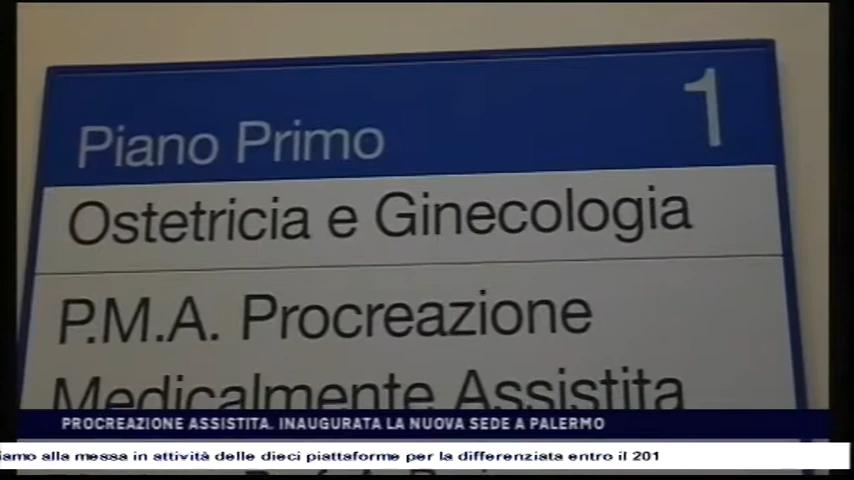 Piano Primo 1
Ostetricia e Ginecologia
P.M.A. Procreazione
Medicalmente Assistita
PROCREAZIONE ASSISTITA. INAUGURATA LA NUOVA SEDE A PALERMO
alla messa in attività delle dieci piattaforme per la differenziata entro il 201